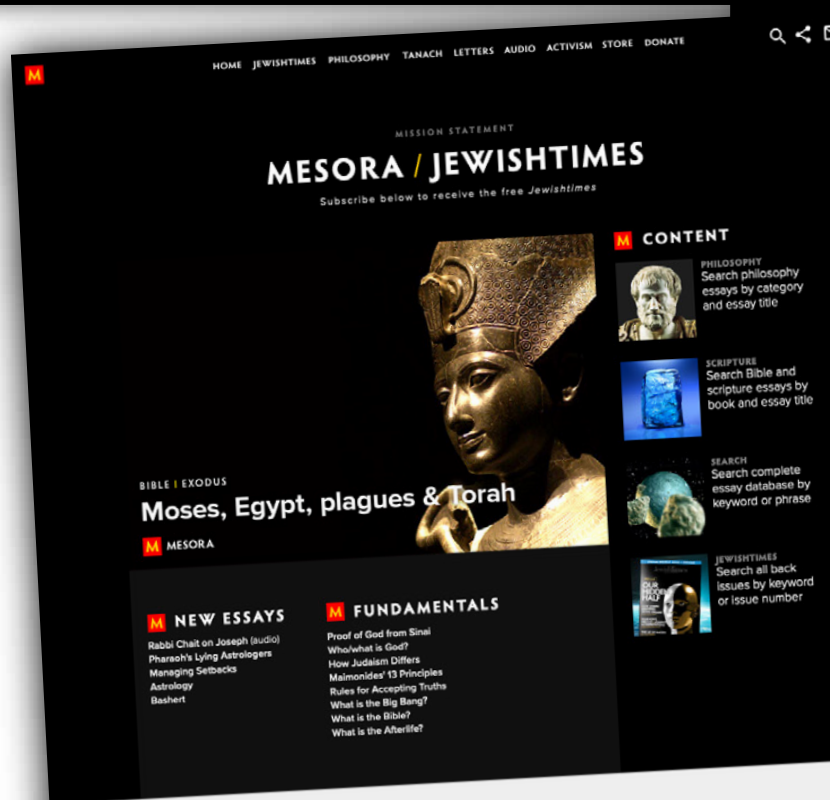 M
HOME JEWISHTIMES PHILOSOPHY TANACH LETTERS AUDIO ACTIVISM STORE DONATE
MISSION STATEMENT
MESORA / JEWISHTIMES
Subscribe below to receive the free Jewishtimes
BIBLE | EXODUS
Moses, Egypt, plagues & Torah
M MESORA
M NEW ESSAYS
Rabbi Chait on Joseph (audio)
Pharaoh's Lying Astrologers
Managing Setbacks
Astrology
Bashert
M FUNDAMENTALS
Proof of God from Sinai
Who/what is God?
How Judaism Differs
Maimonides' 13 Principles
Rules for Accepting Truths
What is the Big Bang?
What is the Bible?
What is the Afterlife?
M CONTENT
PHILOSOPHY
Search philosophy
essays by category
and essay title
SCRIPTURE
Search Bible and
scripture essays by
book and essay title
SEARCH
Search complete
essay database by
keyword or phrase
JEWISHTIMES
Search all back
issues by keyword
or issue number
OUR
HIDDEN
HALF